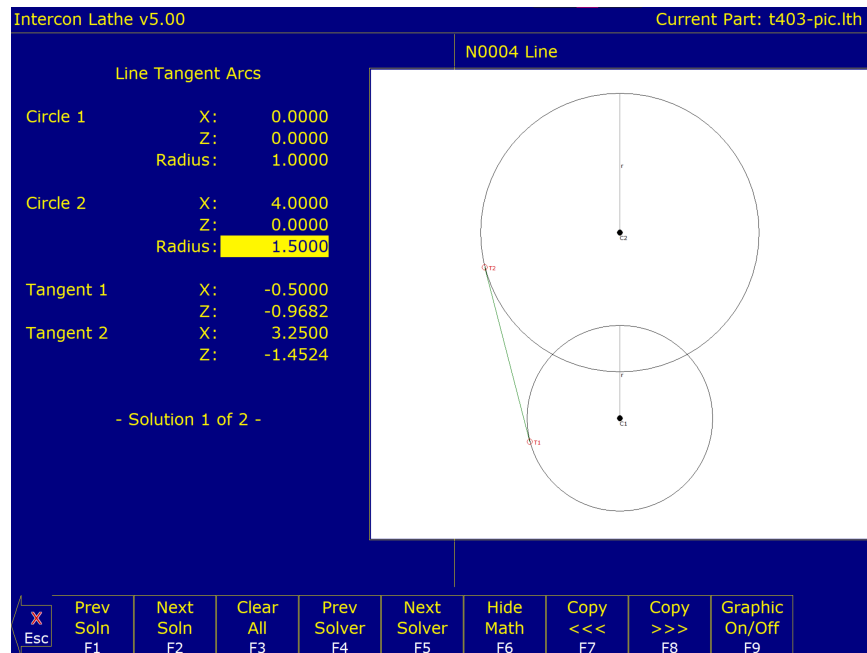 Intercon Lathe v5.00 Current Part: t403-pic.lth
N0004 Line
Line Tangent Arcs
Circle 1 X: 0.0000
Z: 0.0000
Radius: 1.0000
Circle 2 X: 4.0000
Z: 0.0000
Radius: 1.5000
Tangent 1 X: -0.5000
Z: -0.9682
Tangent 2 X: 3.2500
Z: -1.4524
- Solution 1 of 2 -
r
C2
T2
r
C1
T1
X Esc
Prev Soln F1
Next Soln F2
Clear All F3
Prev Solver F4
Next Solver F5
Hide Math F6
Copy <<< F7
Copy >>> F8
Graphic On/Off F9